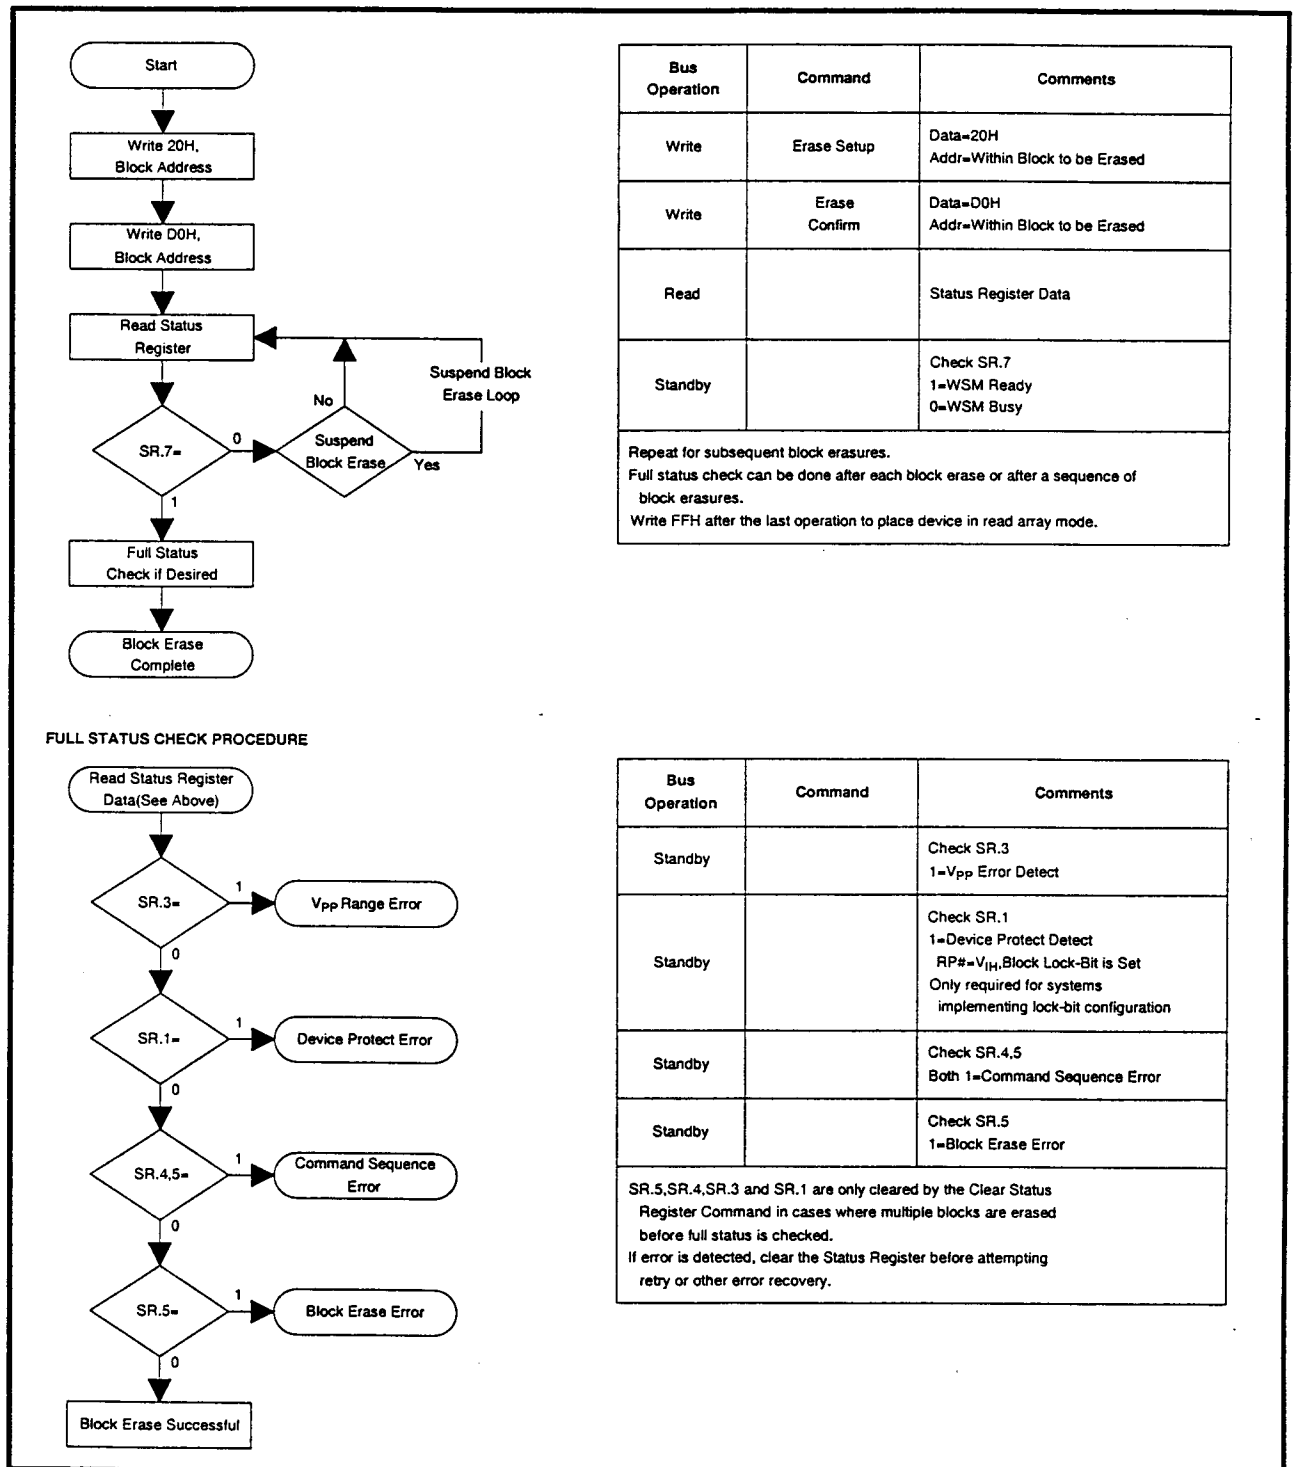 Start
Write 20H,
Block Address
Write D0H,
Block Address
Read Status
Register
Suspend Block
Erase Loop
No
SR.7=
0
Suspend
Block Erase
Yes
1
Full Status
Check if Desired
Block Erase
Complete
Bus
Operation
Command
Comments
Write
Erase Setup
Data=20H
Addr=Within Block to be Erased
Write
Erase
Confirm
Data=D0H
Addr=Within Block to be Erased
Read
Status Register Data
Standby
Check SR.7
1=WSM Ready
0=WSM Busy
Repeat for subsequent block erasures.
Full status check can be done after each block erase or after a sequence of
block erasures.
Write FFH after the last operation to place device in read array mode.
FULL STATUS CHECK PROCEDURE
Read Status Register
Data(See Above)
SR.3=
1
VPP Range Error
0
SR.1=
1
Device Protect Error
0
SR.4,5=
1
Command Sequence
Error
0
SR.5=
1
Block Erase Error
0
Block Erase Successful
Bus
Operation
Command
Comments
Standby
Check SR.3
1=VPP Error Detect
Standby
Check SR.1
1=Device Protect Detect
RP#=VIH,Block Lock-Bit is Set
Only required for systems
implementing lock-bit configuration
Standby
Check SR.4,5
Both 1=Command Sequence Error
Standby
Check SR.5
1=Block Erase Error
SR.5,SR.4,SR.3 and SR.1 are only cleared by the Clear Status
Register Command in cases where multiple blocks are erased
before full status is checked.
If error is detected, clear the Status Register before attempting
retry or other error recovery.